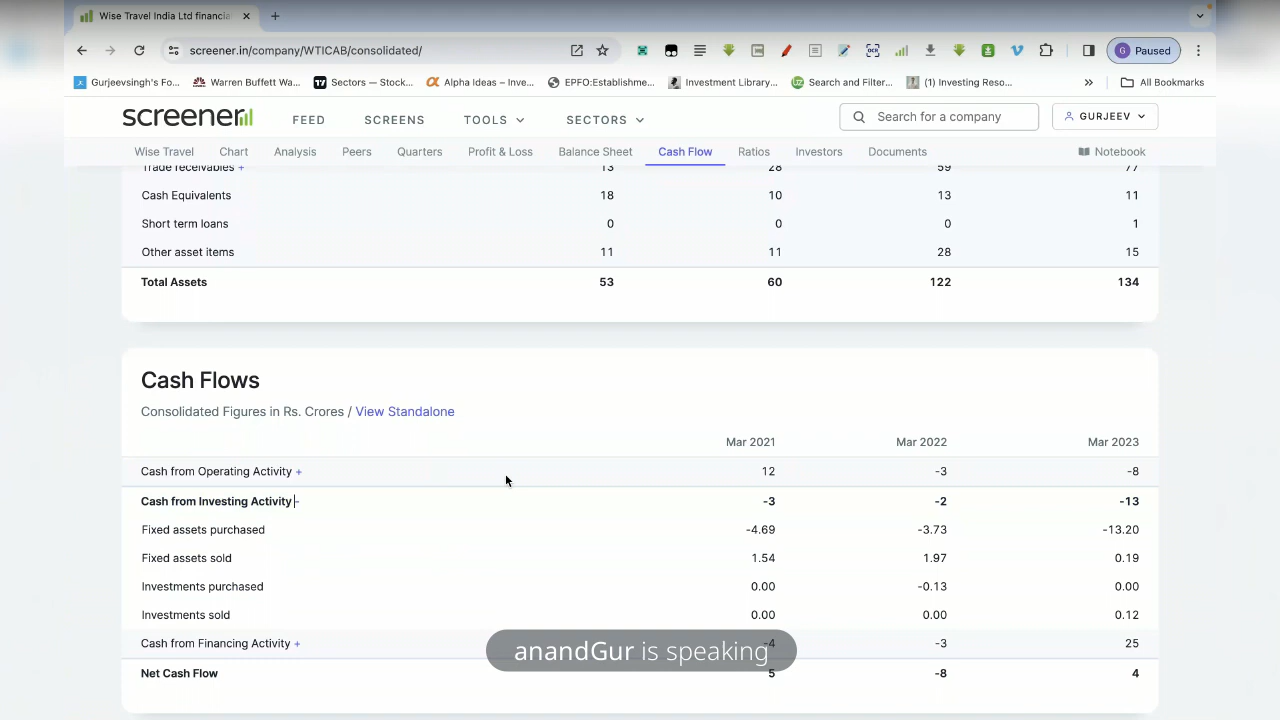 Wise Travel India Ltd financia
screener.in/company/WTICAB/consolidated/
G Paused
Gurjeevsingh's Fo...
Warren Buffett Wa...
Sectors — Stock...
Alpha Ideas – Inve...
EPFO:Establishme...
Investment Library...
Search and Filter...
(1) Investing Reso...
» All Bookmarks
screener
FEED SCREENS TOOLS SECTORS
Search for a company
GURJEEV
Wise Travel Chart Analysis Peers Quarters Profit & Loss Balance Sheet Cash Flow Ratios Investors Documents Notebook
Trade receivables + 13 28 59 77
Cash Equivalents 18 10 13 11
Short term loans 0 0 0 1
Other asset items 11 11 28 15
Total Assets 53 60 122 134
Cash Flows
Consolidated Figures in Rs. Crores / View Standalone
Mar 2021 Mar 2022 Mar 2023
Cash from Operating Activity + 12 -3 -8
Cash from Investing Activity - -3 -2 -13
Fixed assets purchased -4.69 -3.73 -13.20
Fixed assets sold 1.54 1.97 0.19
Investments purchased 0.00 -0.13 0.00
Investments sold 0.00 0.00 0.12
Cash from Financing Activity + -4 -3 25
anandGur is speaking
Net Cash Flow 5 -8 4